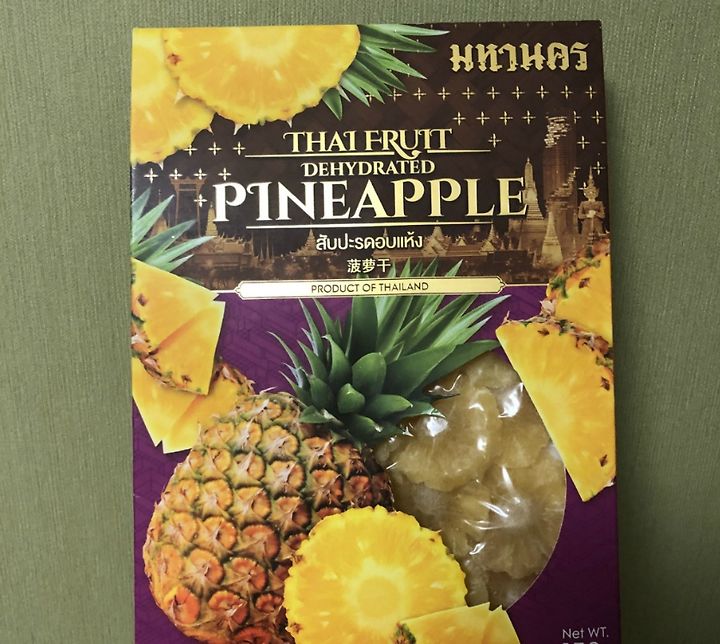 มหานคร
THAI FRUIT
DEHYDRATED
PINEAPPLE
สับปะรดอบแห้ง
菠萝干
PRODUCT OF THAILAND
Net WT.